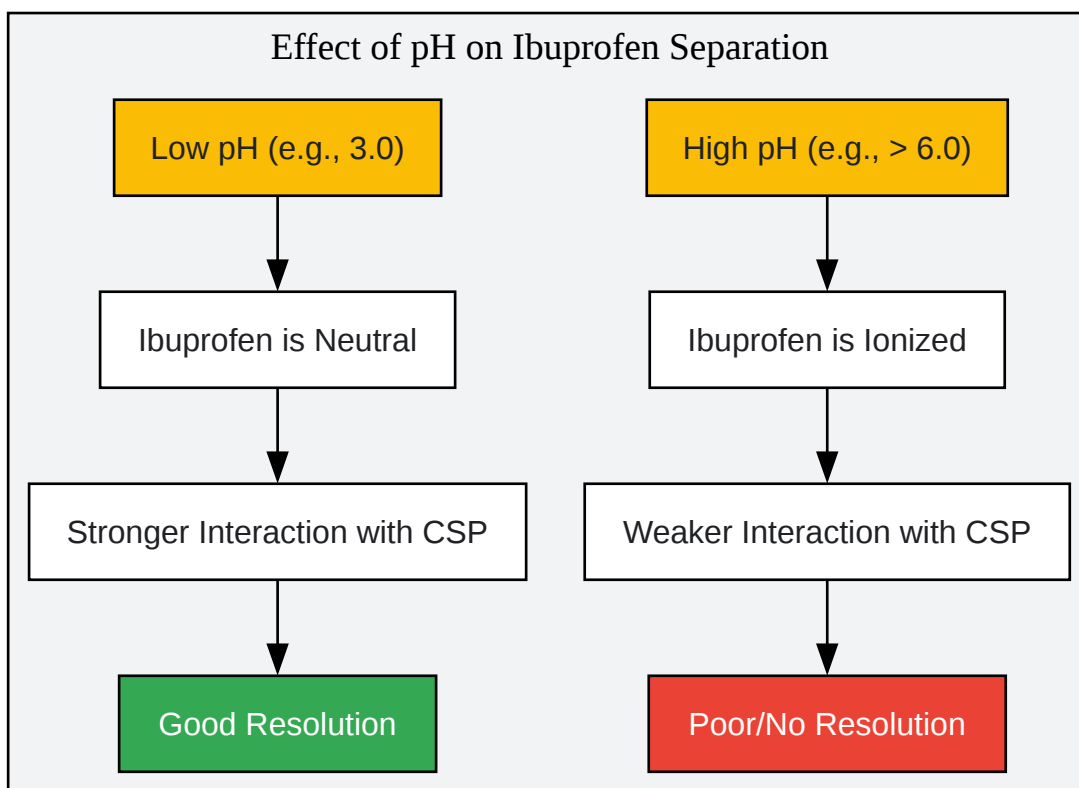 Effect of pH on Ibuprofen Separation
Low pH (e.g., 3.0)
High pH (e.g., > 6.0)
Ibuprofen is Neutral
Ibuprofen is Ionized
Stronger Interaction with CSP
Weaker Interaction with CSP
Good Resolution
Poor/No Resolution